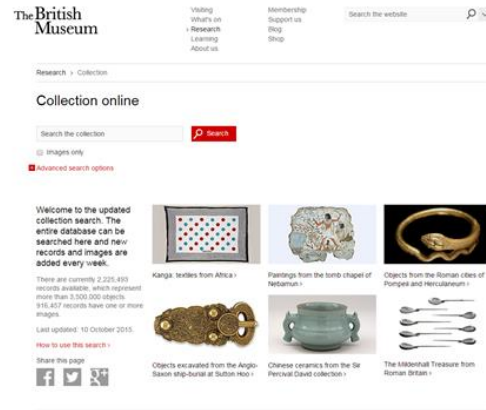 The British
Museum
Visiting
What's on
Research
Learning
About us
Membership
Support us
Blog
Shop
Search the website
Research > Collection
Collection online
Search the collection
Search
Images only
Advanced search options
Welcome to the updated
collection search. The
entire database can be
searched here and new
records and images are
added every week.
There are currently 2,225,493
records available, which represent
more than 3,500,000 objects.
916,457 records have one or more
images.
Last updated: 10 October 2015.
How to use this search ›
Share this page
Kanga: textiles from Africa ›
Paintings from the tomb chapel of
Nebamun ›
Objects from the Roman cities of
Pompeii and Herculaneum ›
Objects excavated from the Anglo-
Saxon ship-burial at Sutton Hoo ›
Chinese ceramics from the Sir
Percival David collection ›
The Mildenhall Treasure from
Roman Britain ›